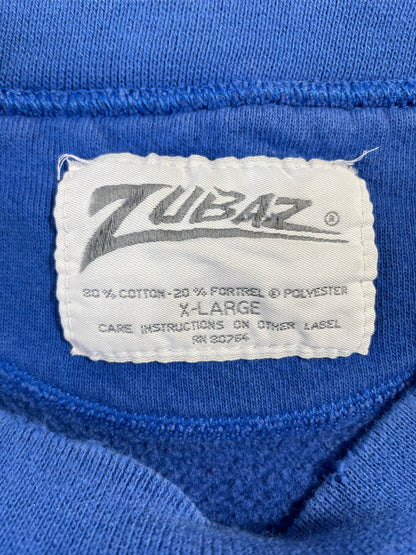 ZUBAZ ®
80 % COTTON - 20 % FORTREL ® POLYESTER
X-LARGE
CARE INSTRUCTIONS ON OTHER LABEL
RN 80764